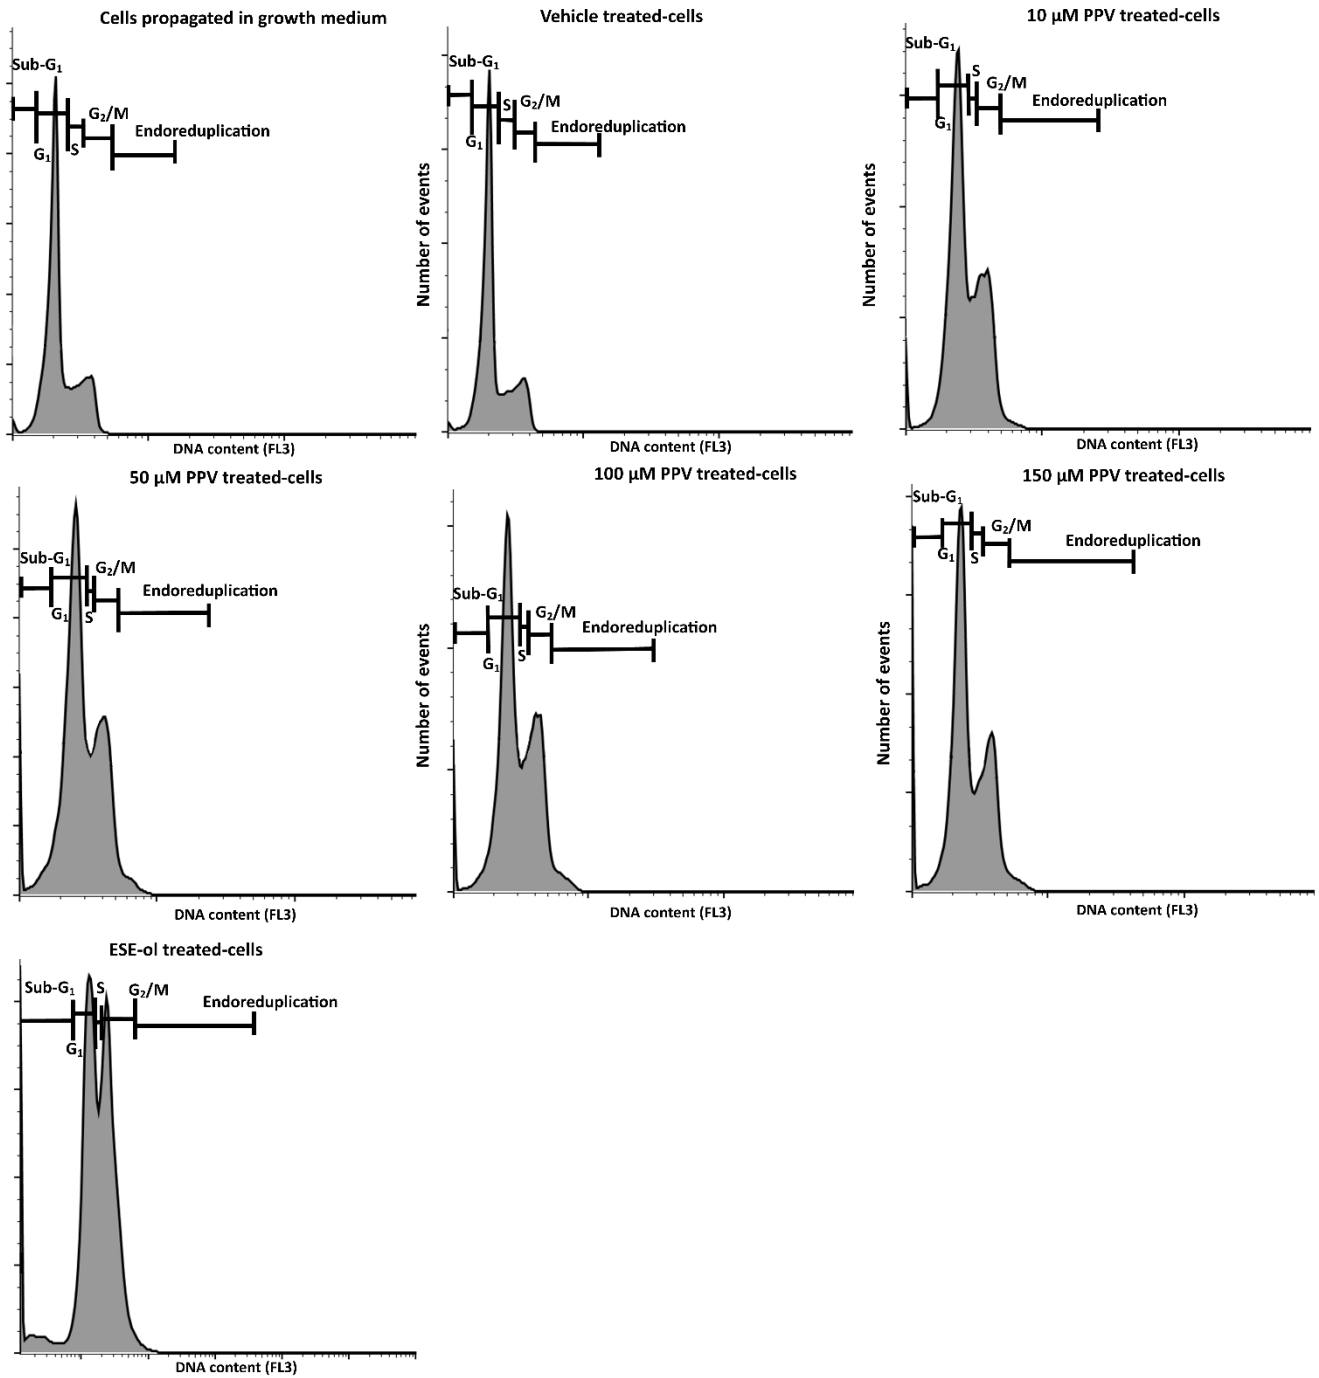 Cells propagated in growth medium
Sub-G₁
G₂/M
Endoreduplication
G₁
S
DNA content (FL3)
Vehicle treated-cells
Sub-G₁
S
G₂/M
Endoreduplication
G₁
Number of events
DNA content (FL3)
10 µM PPV treated-cells
Sub-G₁
S
G₂/M
Endoreduplication
G₁
Number of events
DNA content (FL3)
50 µM PPV treated-cells
Sub-G₁
G₂/M
Endoreduplication
G₁
S
DNA content (FL3)
100 µM PPV treated-cells
Sub-G₁
G₂/M
Endoreduplication
S
G₁
Number of events
DNA content (FL3)
150 µM PPV treated-cells
Sub-G₁
G₂/M
Endoreduplication
G₁
S
Number of events
DNA content (FL3)
ESE-ol treated-cells
Sub-G₁
S
G₂/M
Endoreduplication
G₁
DNA content (FL3)